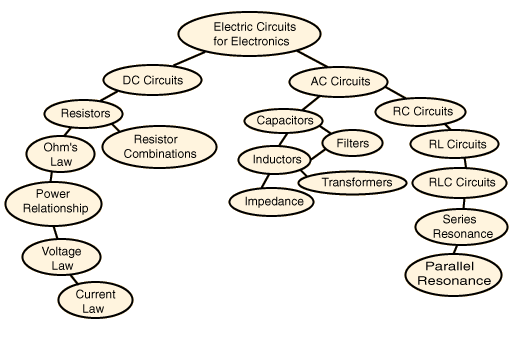 Electric Circuits
for Electronics
DC Circuits
AC Circuits
Resistors
Capacitors
RC Circuits
Ohm's
Law
Resistor
Combinations
Filters
RL Circuits
Inductors
Power
Relationship
Impedance
Transformers
RLC Circuits
Series
Resonance
Voltage
Law
Parallel
Resonance
Current
Law